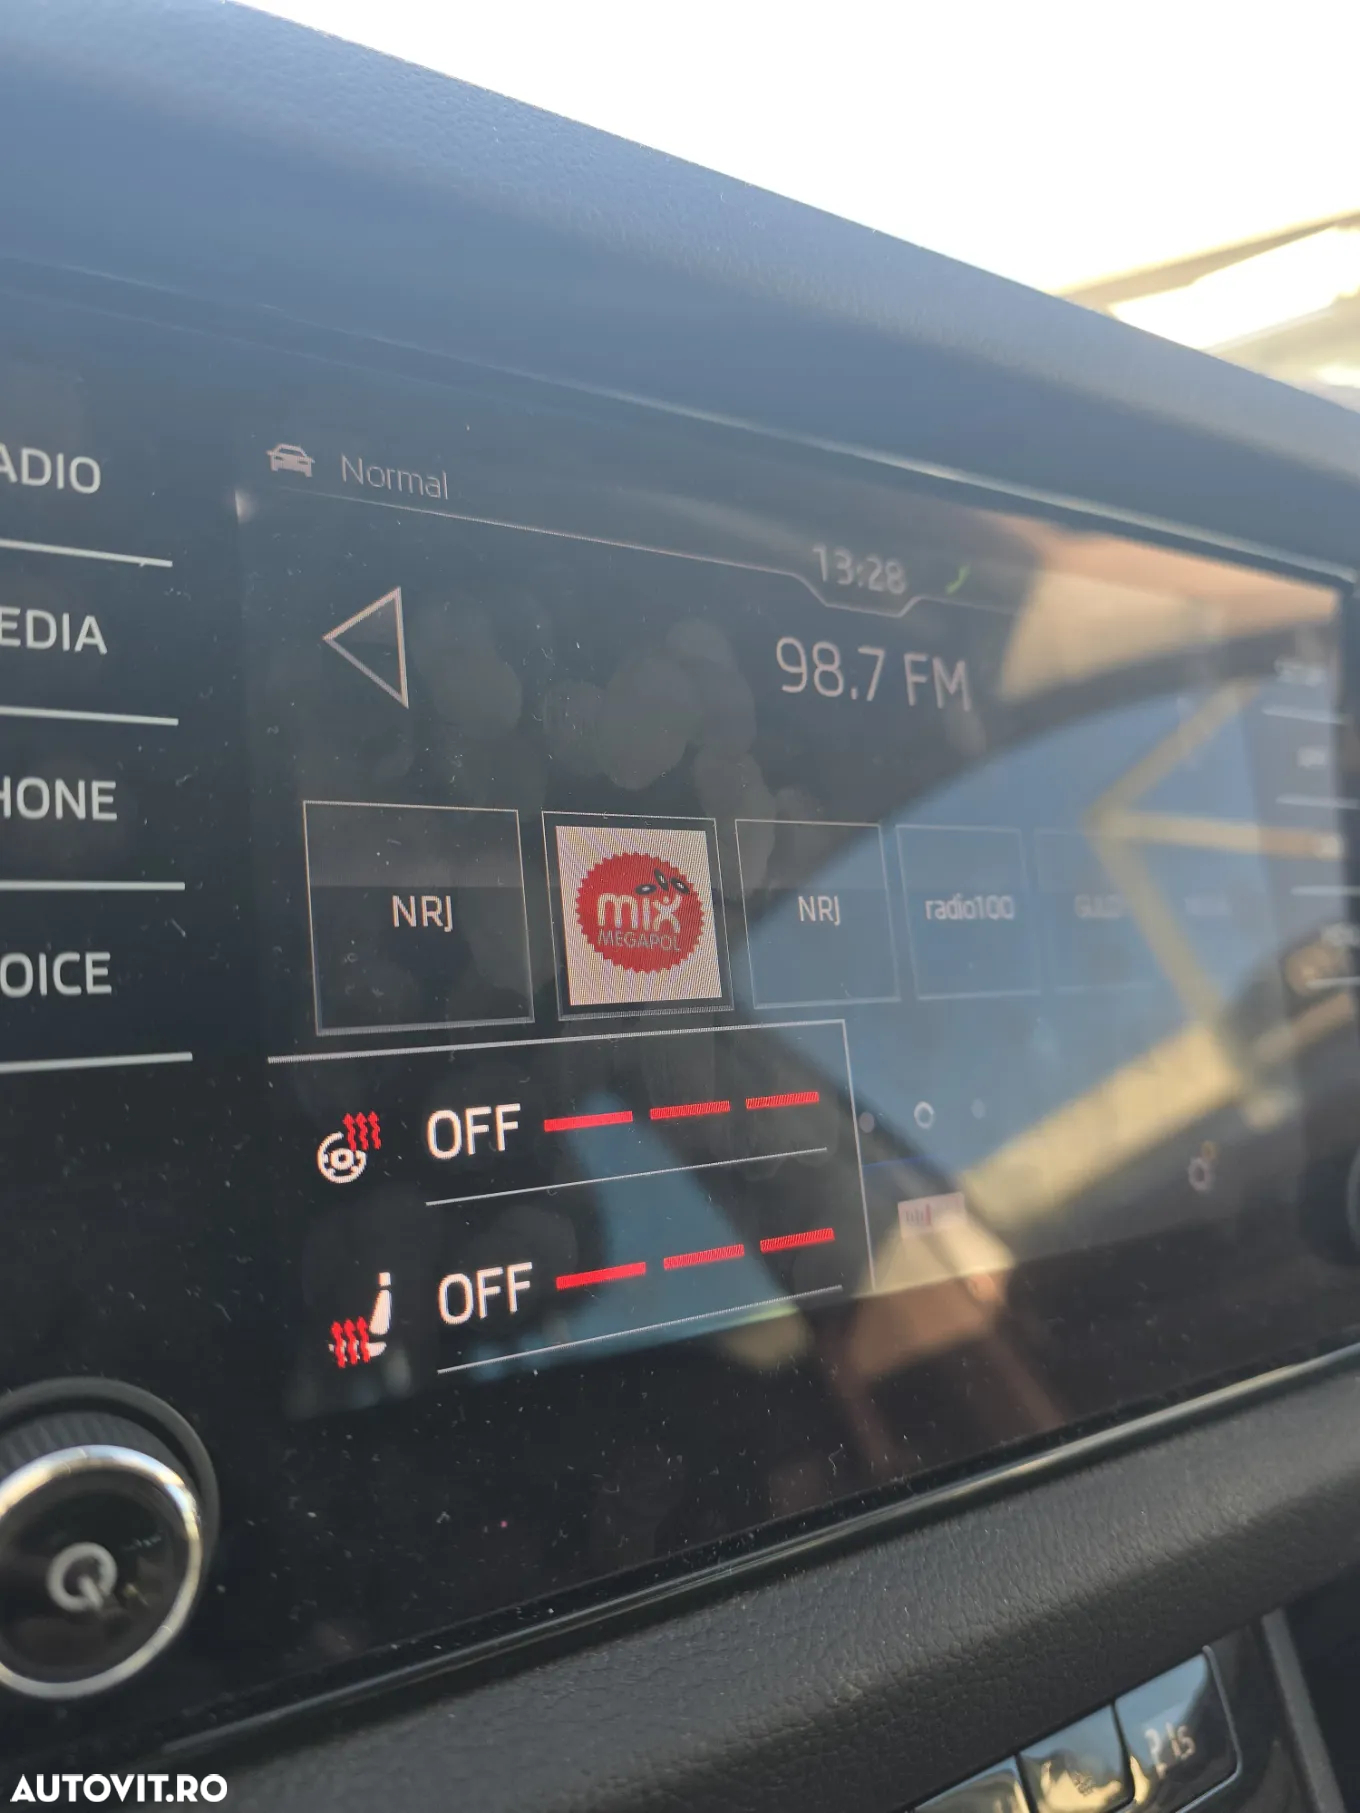 ADIO
EDIA
HONE
OICE
Normal
13:28
98.7 FM
NRJ
mix
MEGAPOL
NRJ
radio100
OFF
OFF
AUTOVIT.RO